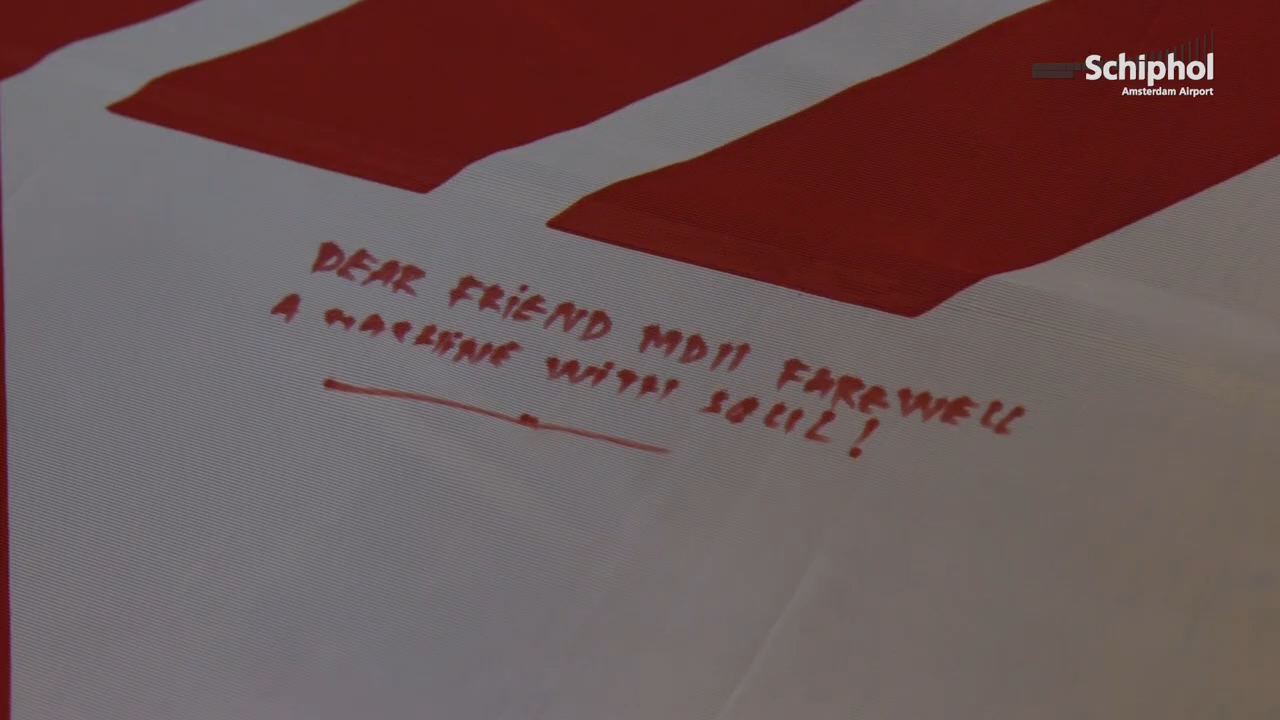 Schiphol
Amsterdam Airport
DEAR FRiEND MD11 FAREWELL
A MACHiNE WiTH SOUL!